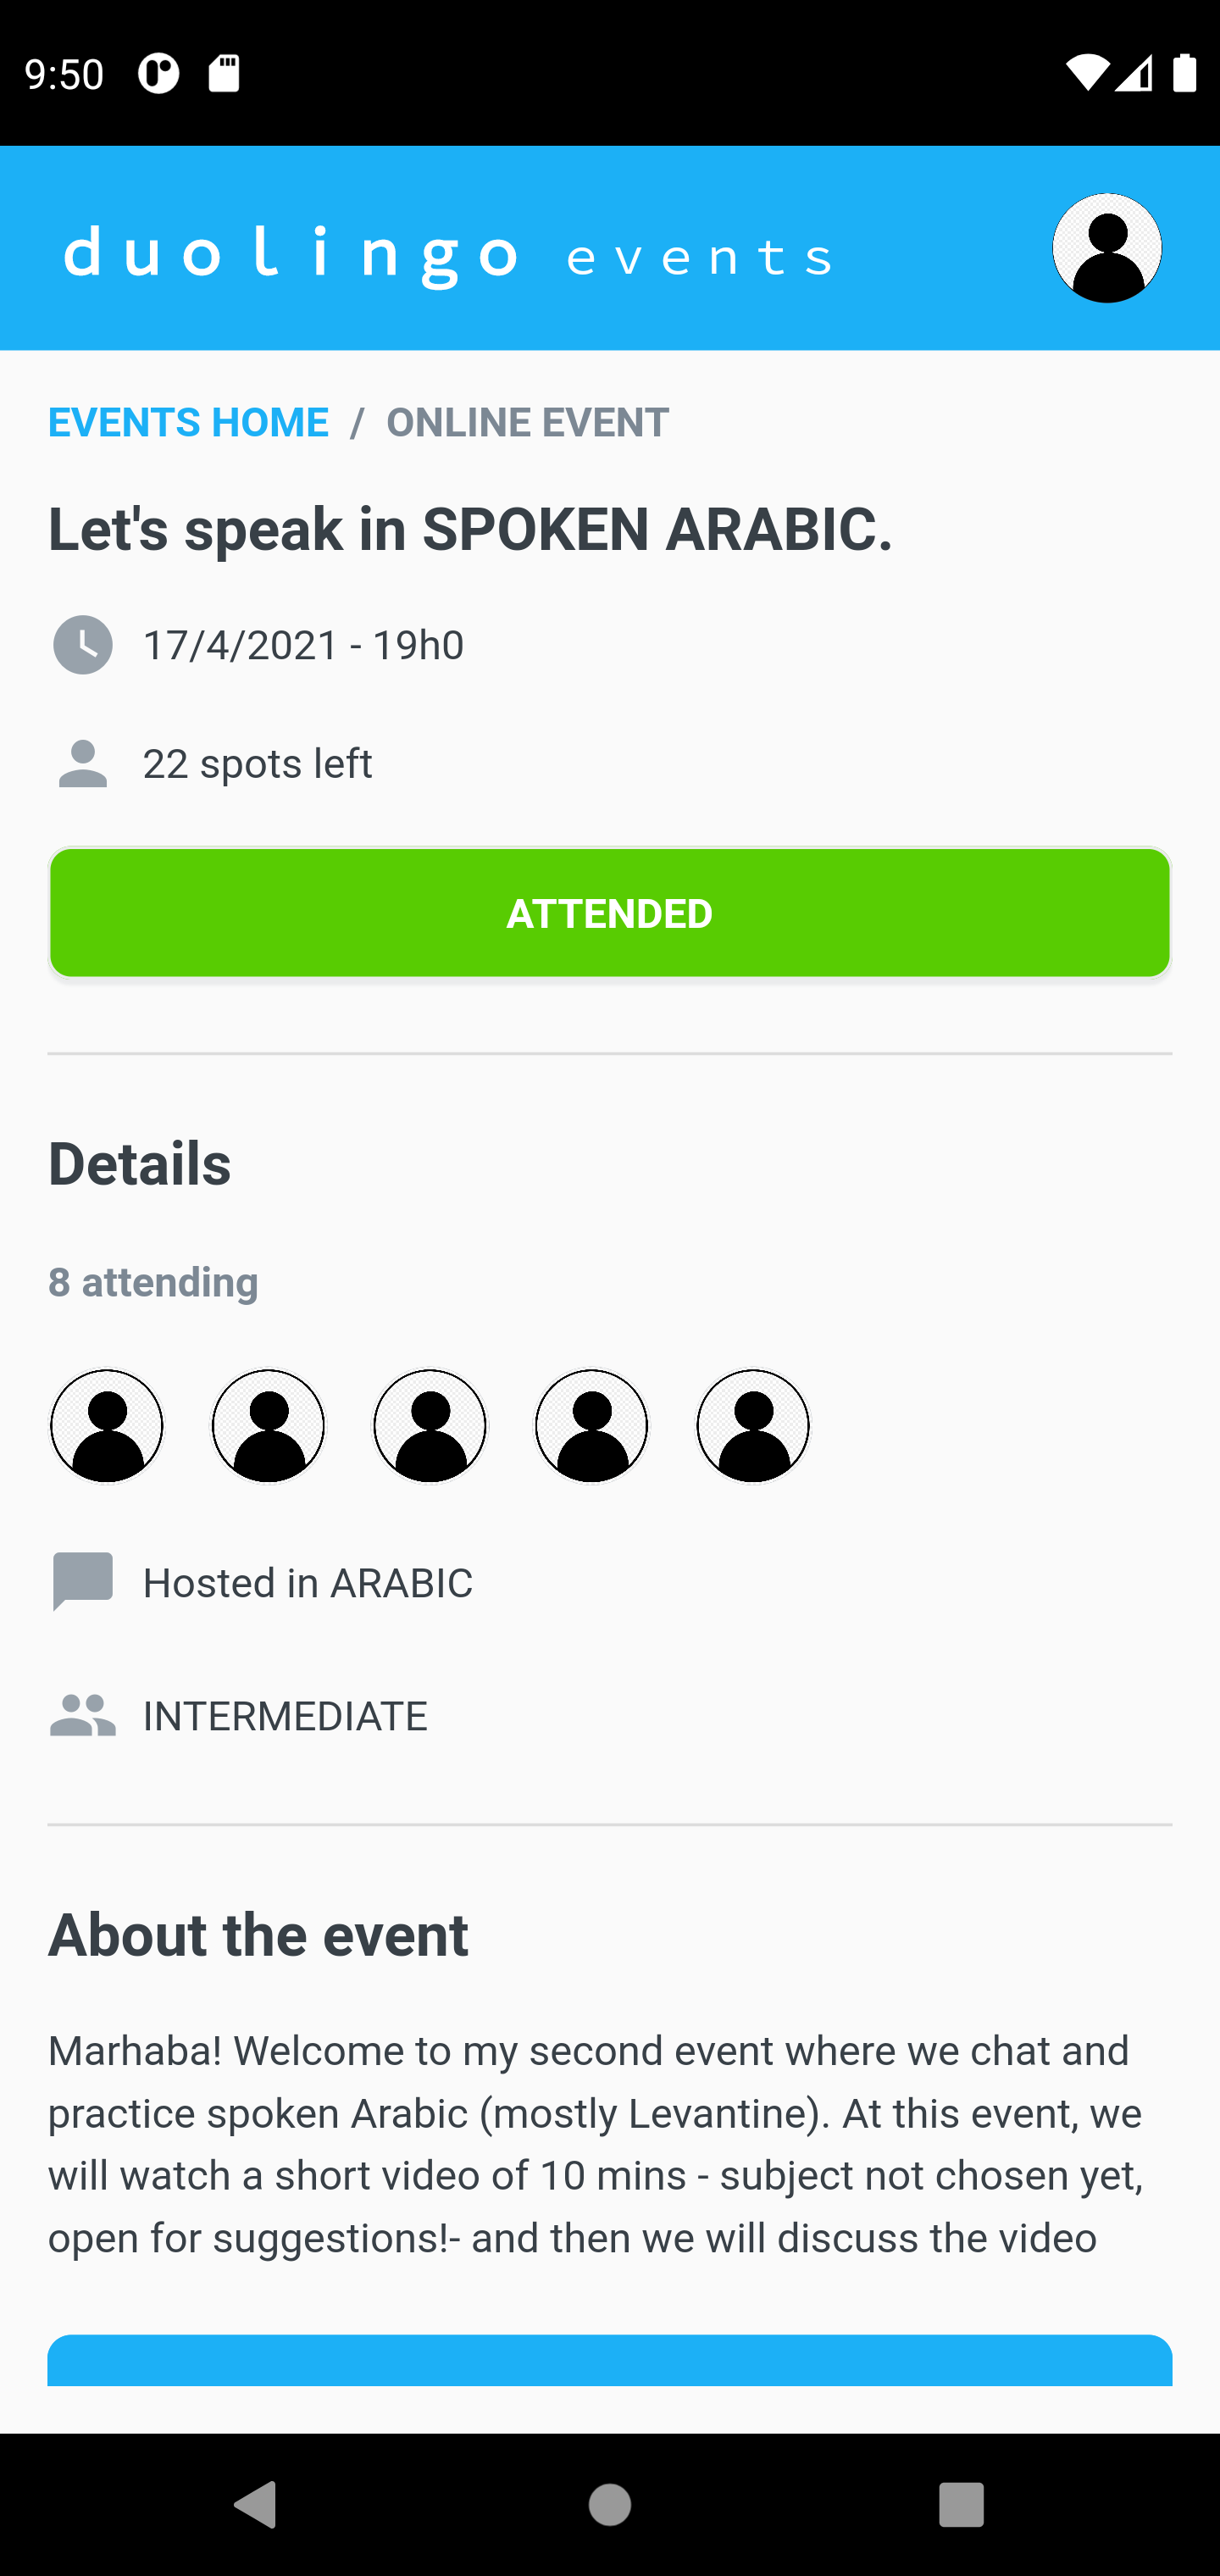 9:50
duolingo events
EVENTS HOME / ONLINE EVENT
Let's speak in SPOKEN ARABIC.
17/4/2021 - 19h0
22 spots left
ATTENDED
Details
8 attending
Hosted in ARABIC
INTERMEDIATE
About the event
Marhaba! Welcome to my second event where we chat and
practice spoken Arabic (mostly Levantine). At this event, we
will watch a short video of 10 mins - subject not chosen yet,
open for suggestions!- and then we will discuss the video